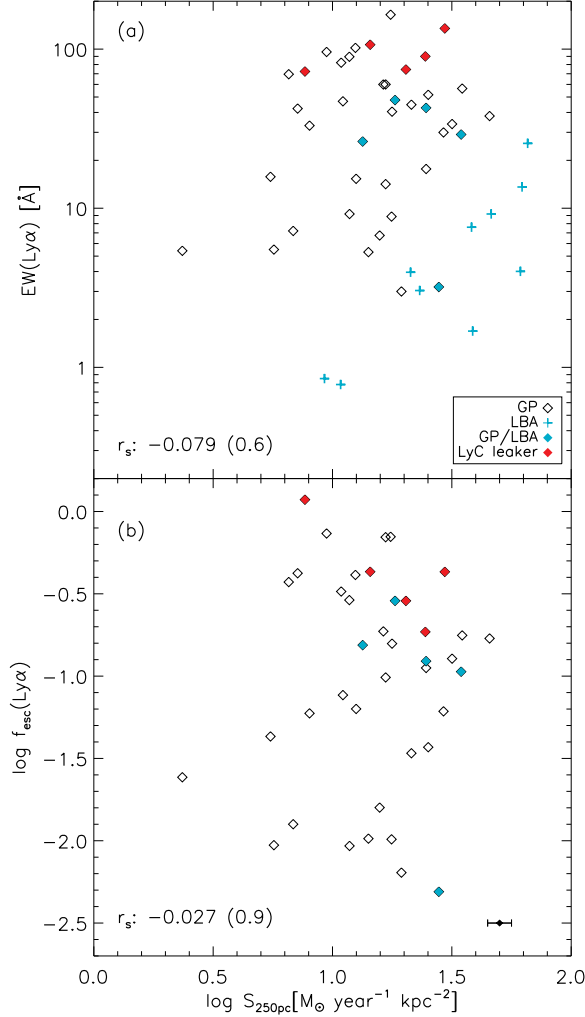 (a)
100
10
1
EW(Lyα) [Å]
GP
LBA
GP/LBA
LyC leaker
r_s: −0.079 (0.6)
(b)
0.0
−0.5
−1.0
−1.5
−2.0
−2.5
log f_esc(Lyα)
r_s: −0.027 (0.9)
0.0 0.5 1.0 1.5 2.0
log S_250pc[M_⊙ year^−1 kpc^−2]